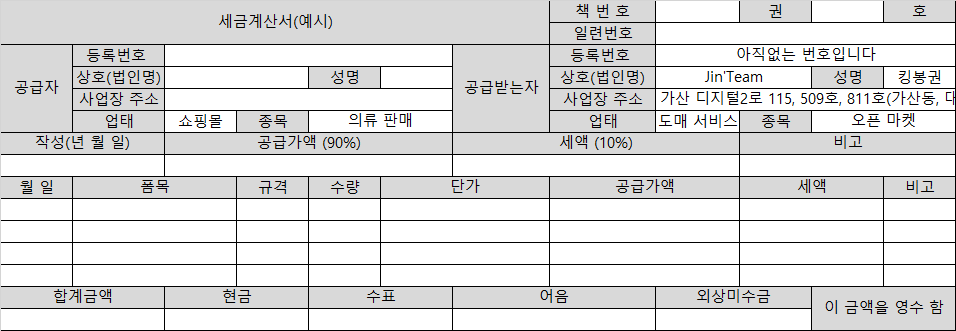 세금계산서(예시) 책 번 호 권 호
일련번호
공급자 등록번호 공급받는자 등록번호 아직없는 번호입니다
상호(법인명) 성명 상호(법인명) Jin'Team 성명 킹봉권
사업장 주소 사업장 주소 가산 디지털2로 115, 509호, 811호(가산동, 대
업태 쇼핑몰 종목 의류 판매 업태 도매 서비스 종목 오픈 마켓
작성(년 월 일) 공급가액 (90%) 세액 (10%) 비고
월 일 폼목 규격 수량 단가 공급가액 세액 비고
합계금액 현금 수표 어음 외상미수금 이 금액을 영수 함